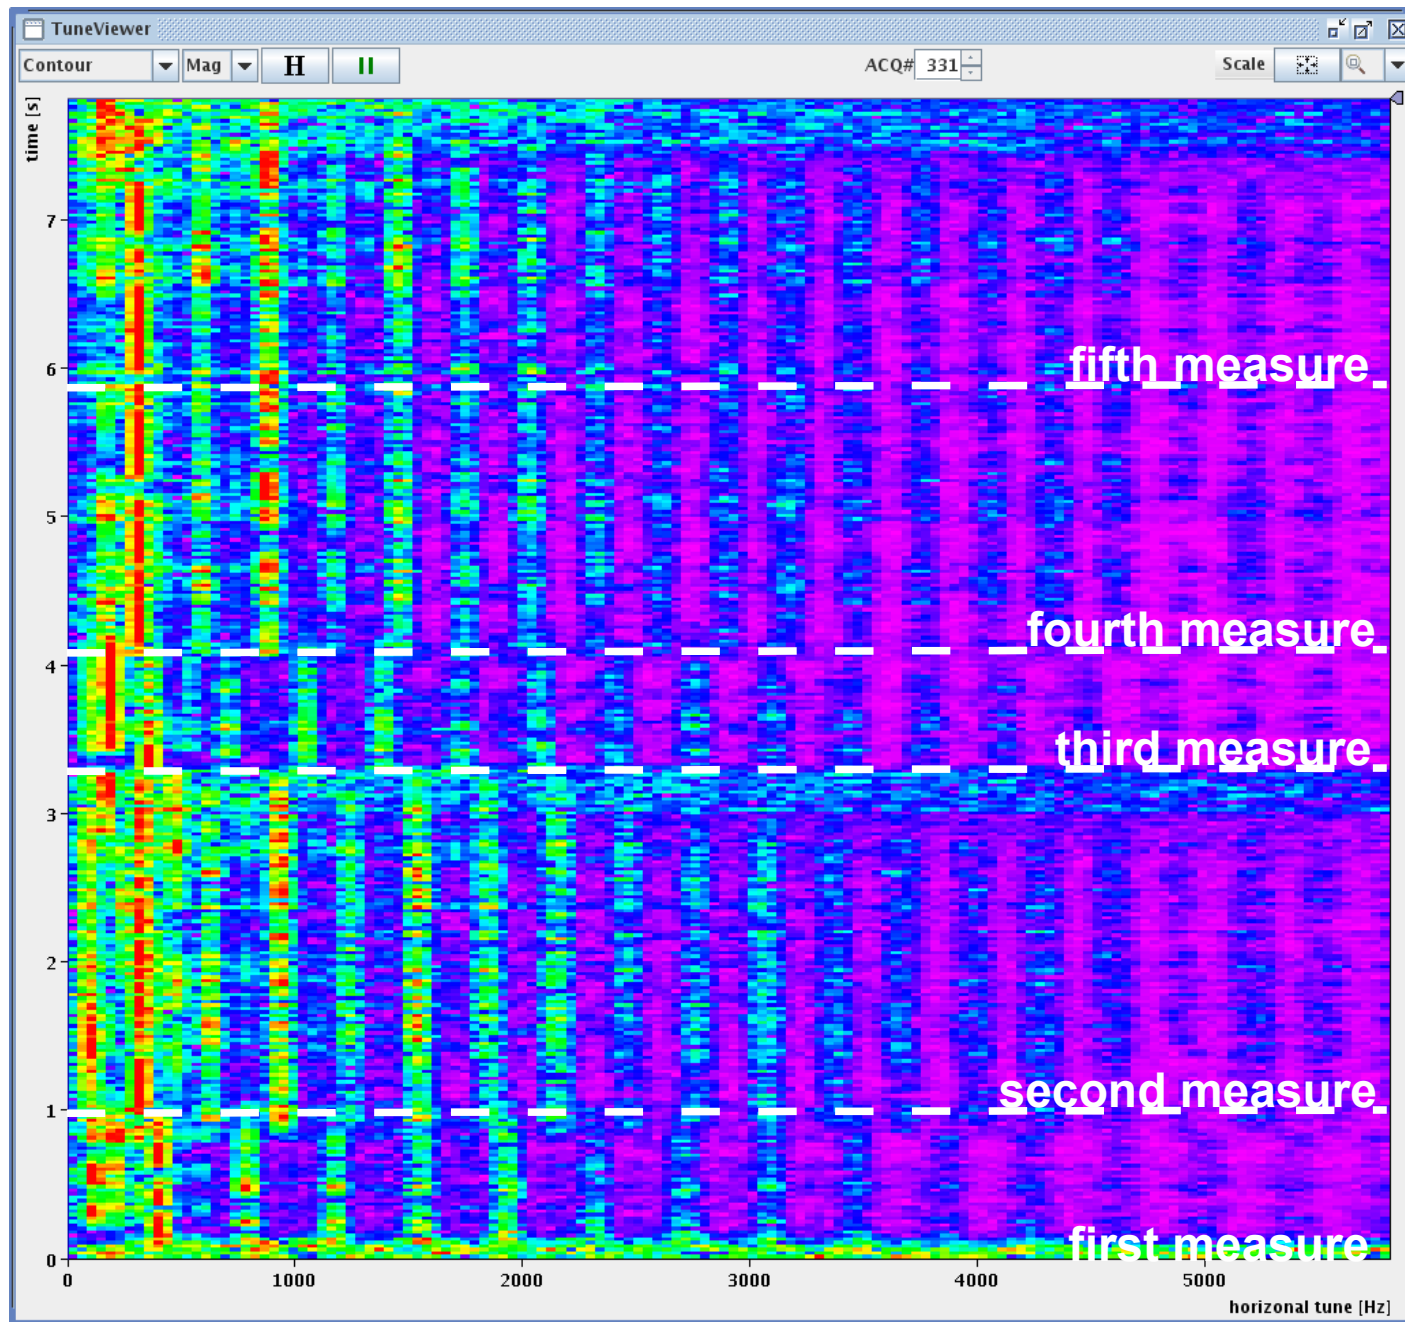 TuneViewer
Contour Mag H ACQ# 331 Scale
time [s]
7
6
fifth measure
5
fourth measure
4
third measure
3
2
second measure
1
first measure
0
0 1000 2000 3000 4000 5000
horizonal tune [Hz]